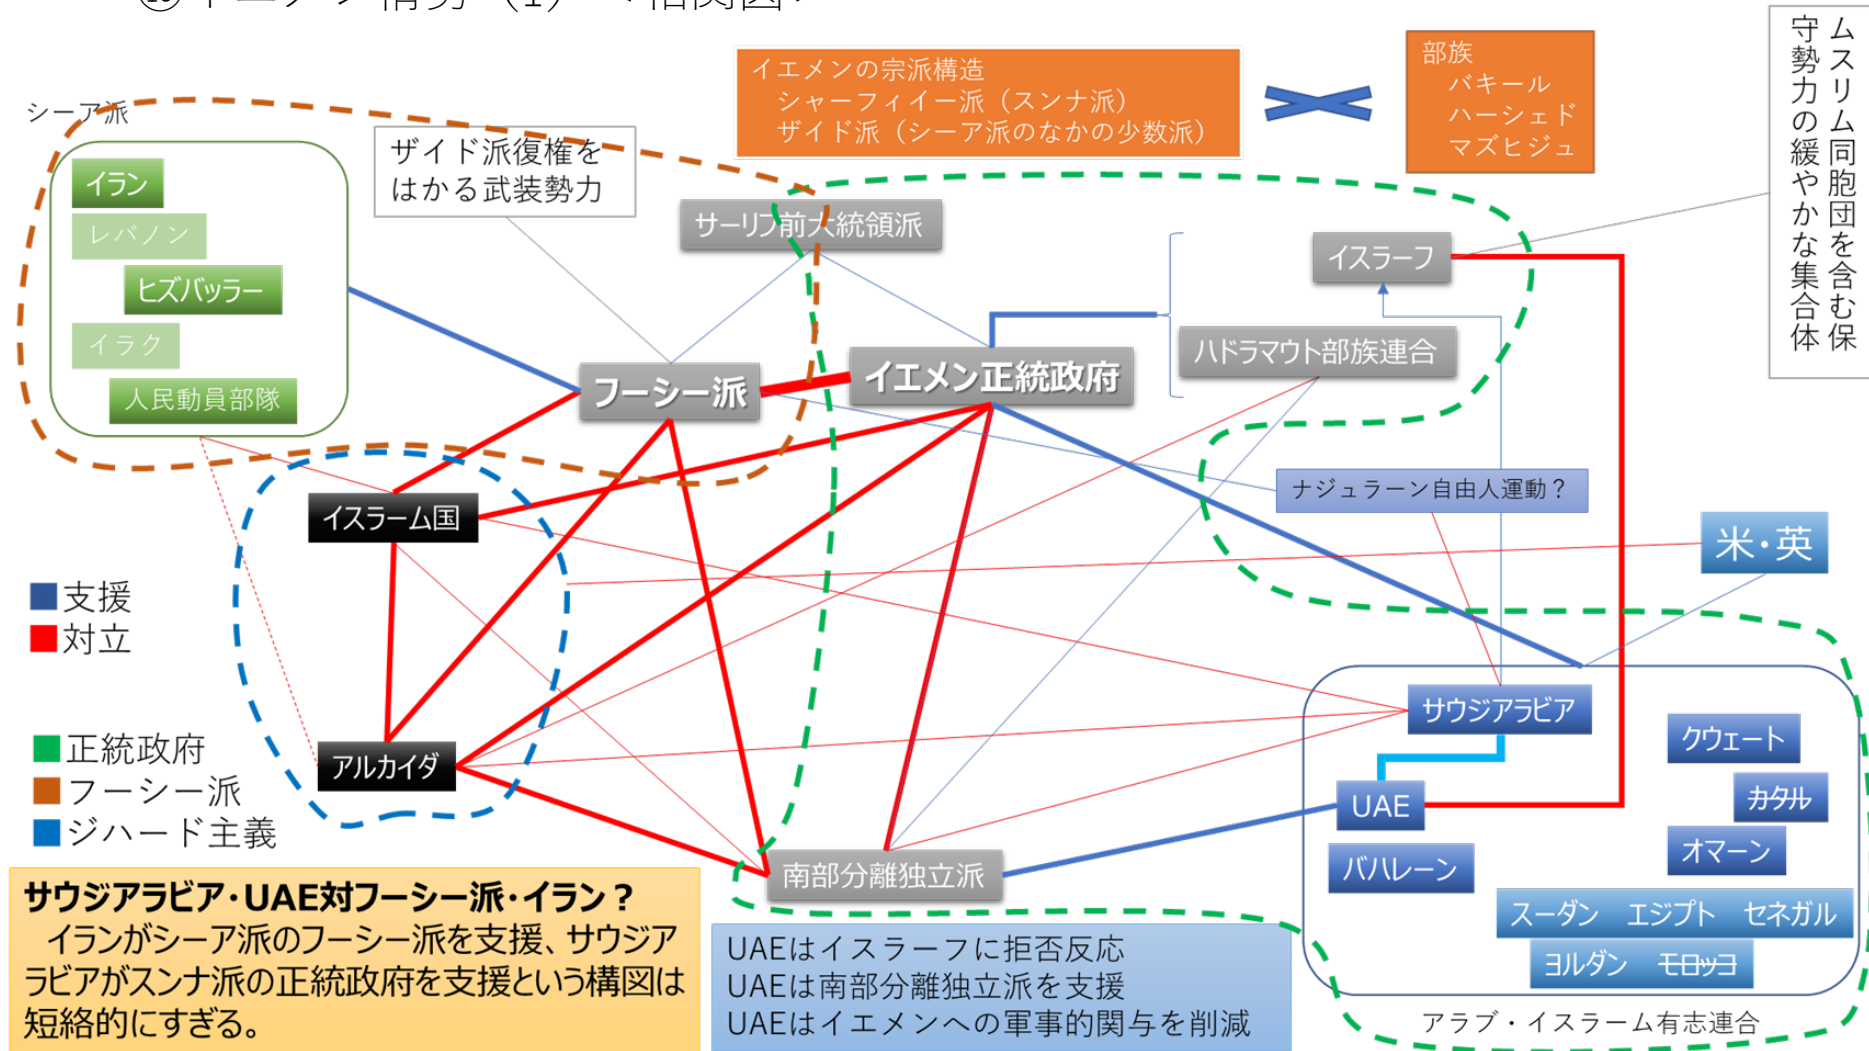 ⑬イエメン情勢（1）＜相関図＞
シーア派
イラン
レバノン
ヒズバッラー
イラク
人民動員部隊
ザイド派復権を
はかる武装勢力
イエメンの宗派構造
シャーフィイー派（スンナ派）
ザイド派（シーア派のなかの少数派）
部族
バキール
ハーシェド
マズヒジュ
ムスリム同胞団を含む保
守勢力の緩やかな集合体
サーリフ前大統領派
イスラーフ
ハドラマウト部族連合
フーシー派
イエメン正統政府
ナジュラーン自由人運動？
イスラーム国
米・英
支援
対立
正統政府
フーシー派
ジハード主義
アルカイダ
南部分離独立派
サウジアラビア
クウェート
UAE
カタル
バハレーン
オマーン
スーダン　エジプト　セネガル
ヨルダン　モロッコ
アラブ・イスラーム有志連合
サウジアラビア・UAE対フーシー派・イラン？
イランがシーア派のフーシー派を支援、サウジア
ラビアがスンナ派の正統政府を支援という構図は
短絡的にすぎる。
UAEはイスラーフに拒否反応
UAEは南部分離独立派を支援
UAEはイエメンへの軍事的関与を削減